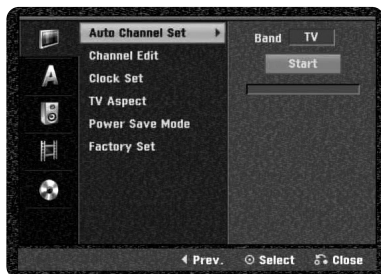 Auto Channel Set
Channel Edit
Clock Set
TV Aspect
Power Save Mode
Factory Set
Band TV
Start
A
Prev. Select Close